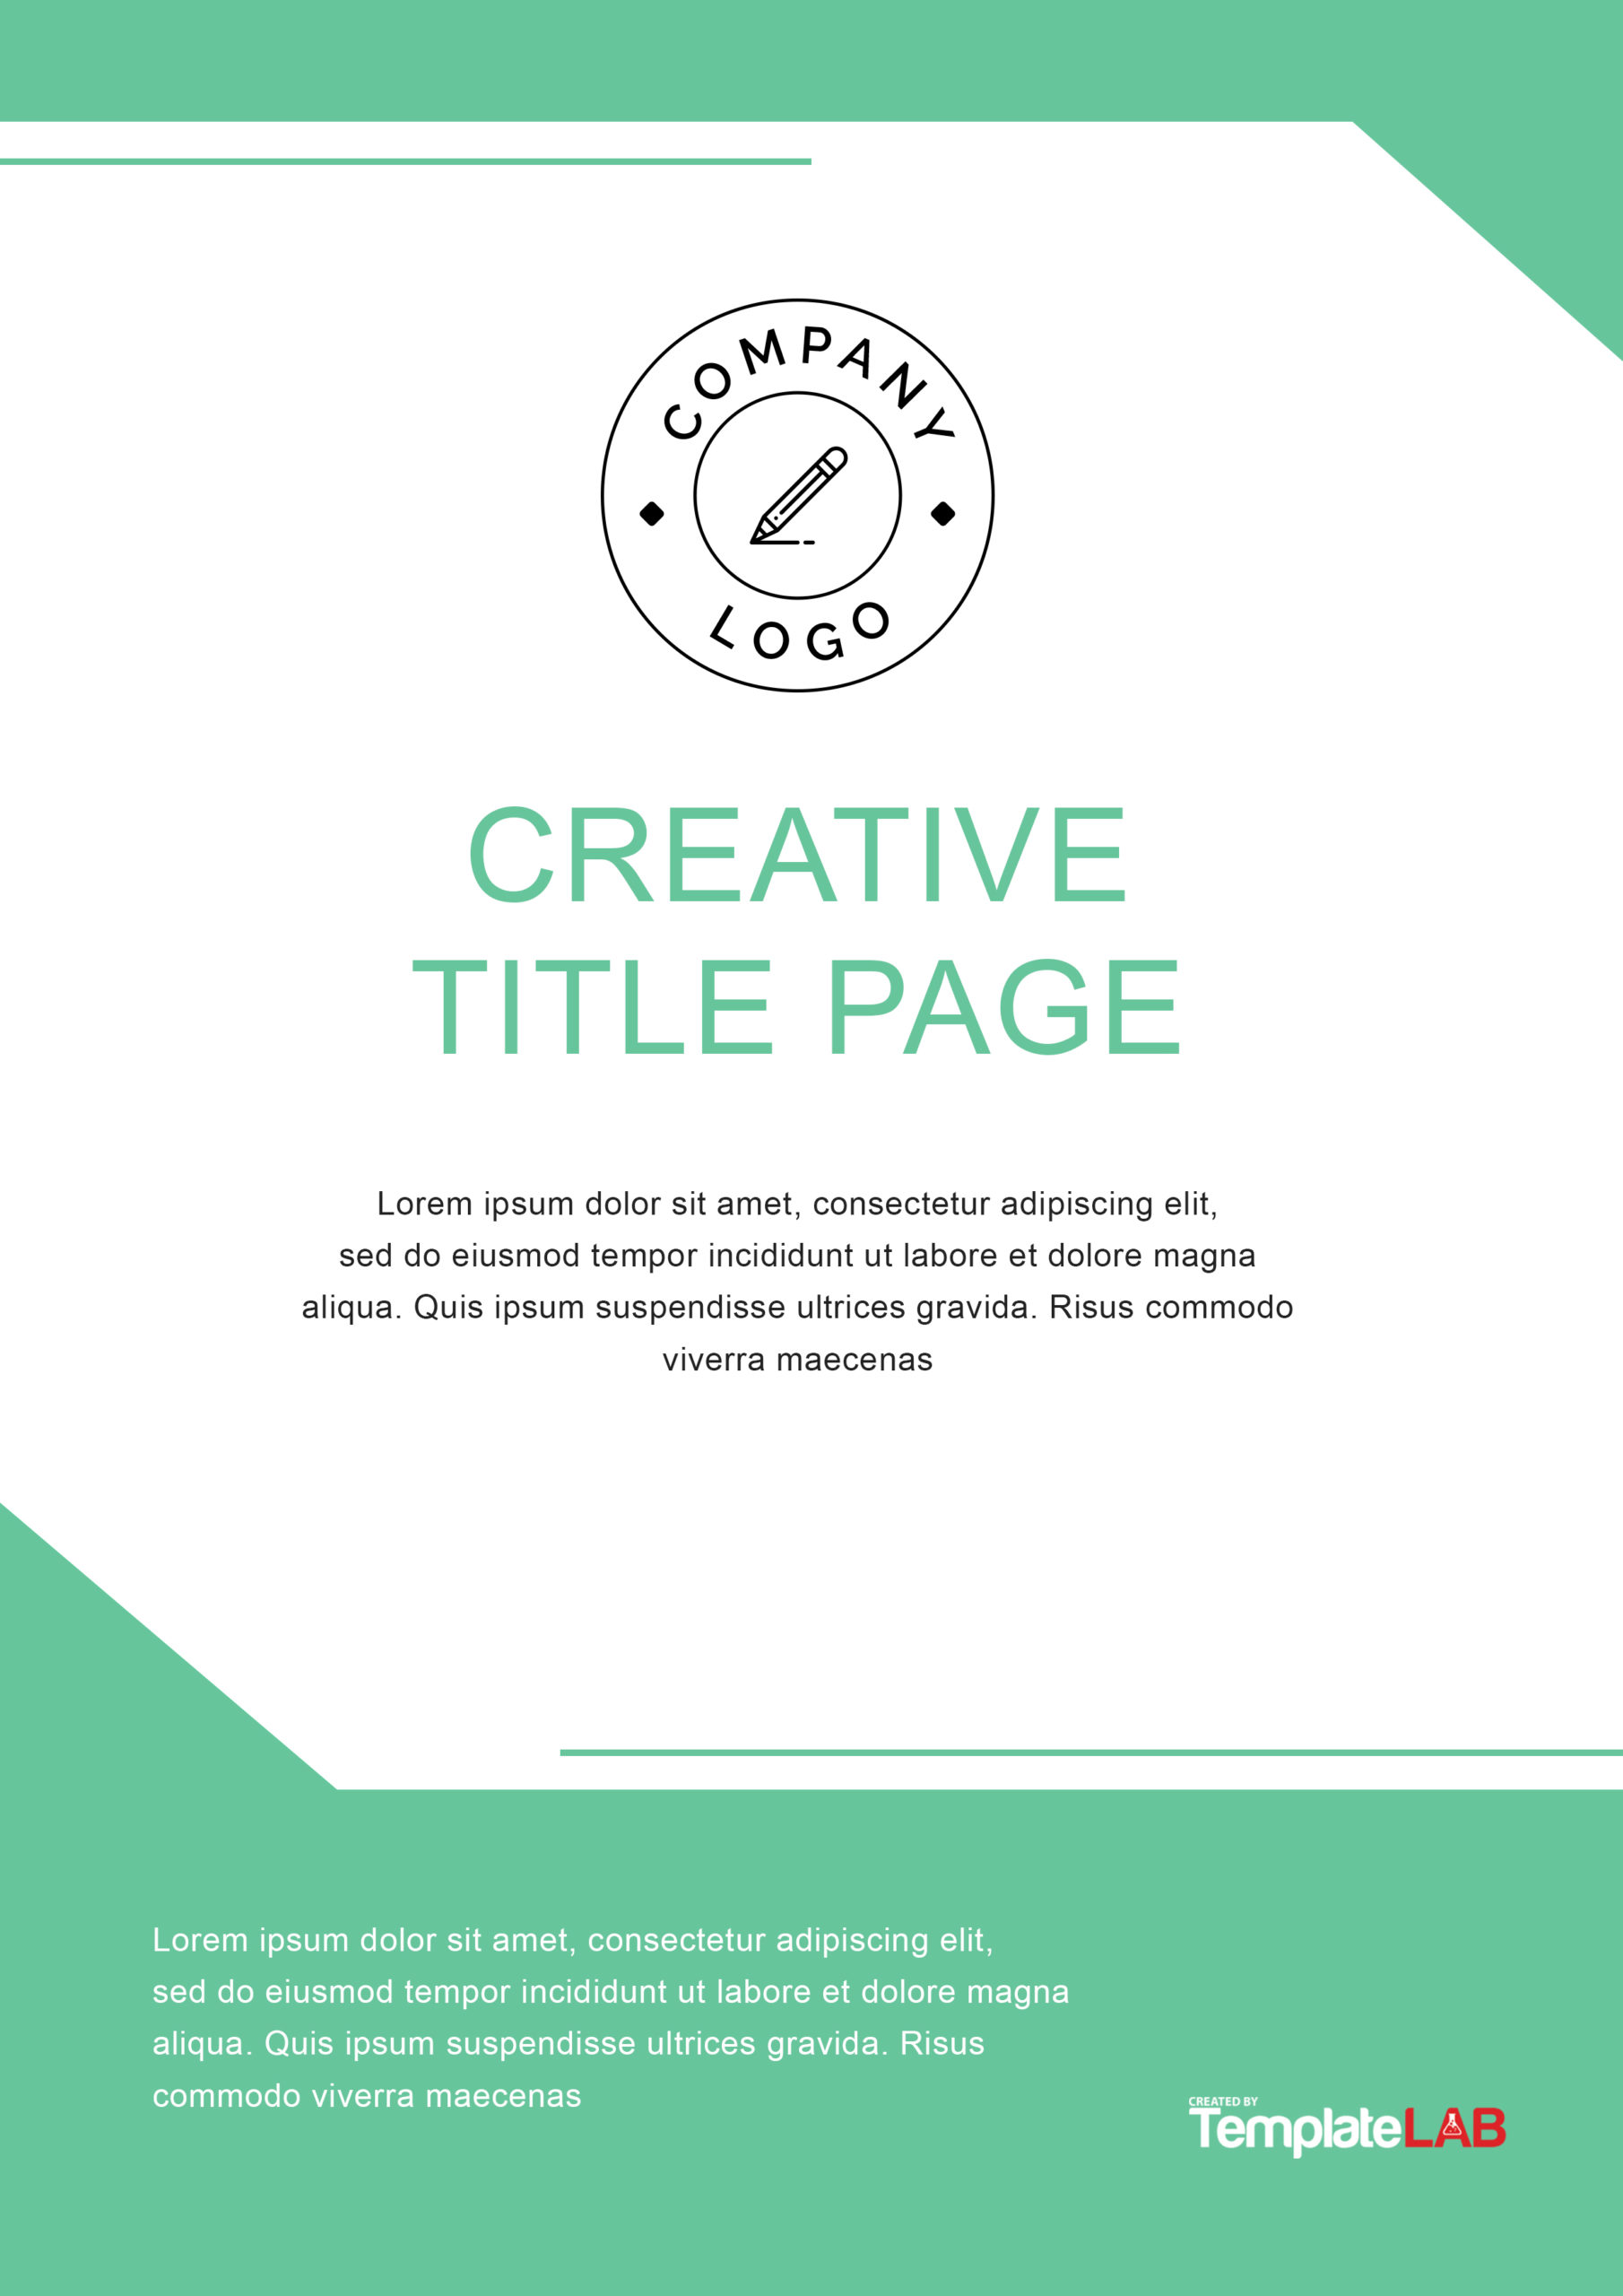 COMPANY
LOGO
CREATIVE
TITLE PAGE
Lorem ipsum dolor sit amet, consectetur adipiscing elit,
sed do eiusmod tempor incididunt ut labore et dolore magna
aliqua. Quis ipsum suspendisse ultrices gravida. Risus commodo
viverra maecenas
Lorem ipsum dolor sit amet, consectetur adipiscing elit,
sed do eiusmod tempor incididunt ut labore et dolore magna
aliqua. Quis ipsum suspendisse ultrices gravida. Risus
commodo viverra maecenas
CREATED BY
TemplateLAB